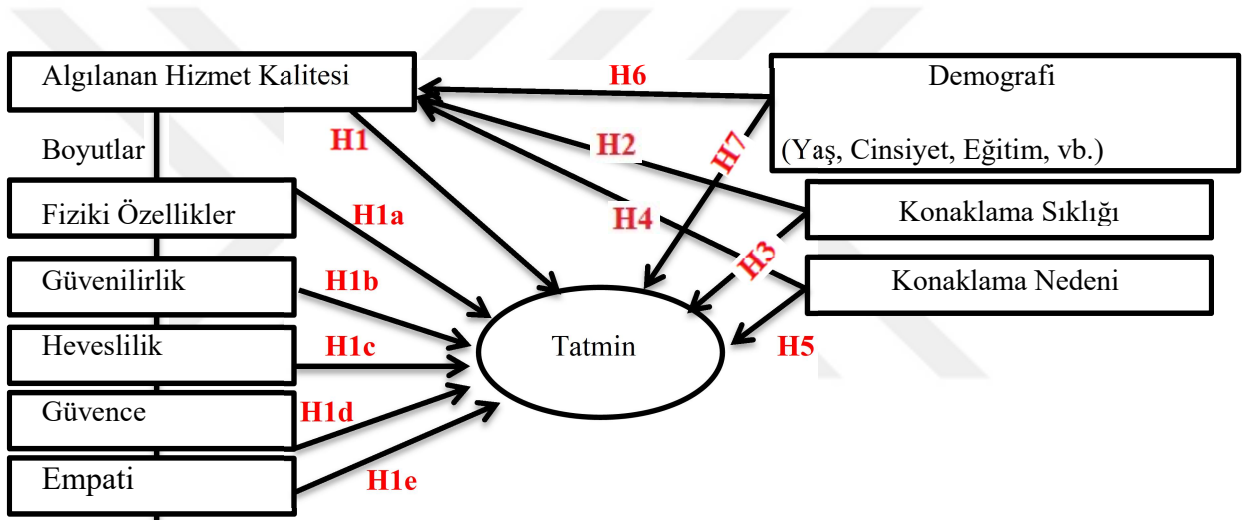 Algılanan Hizmet Kalitesi
H6
Demografi
(Yaş, Cinsiyet, Eğitim, vb.)
Boyutlar
H1
H2
H7
Fiziki Özellikler
H1a
H4
H3
Konaklama Sıklığı
Güvenilirlik
H1b
Konaklama Nedeni
Heveslilik
H1c
Tatmin
H5
Güvence
H1d
Empati
H1e